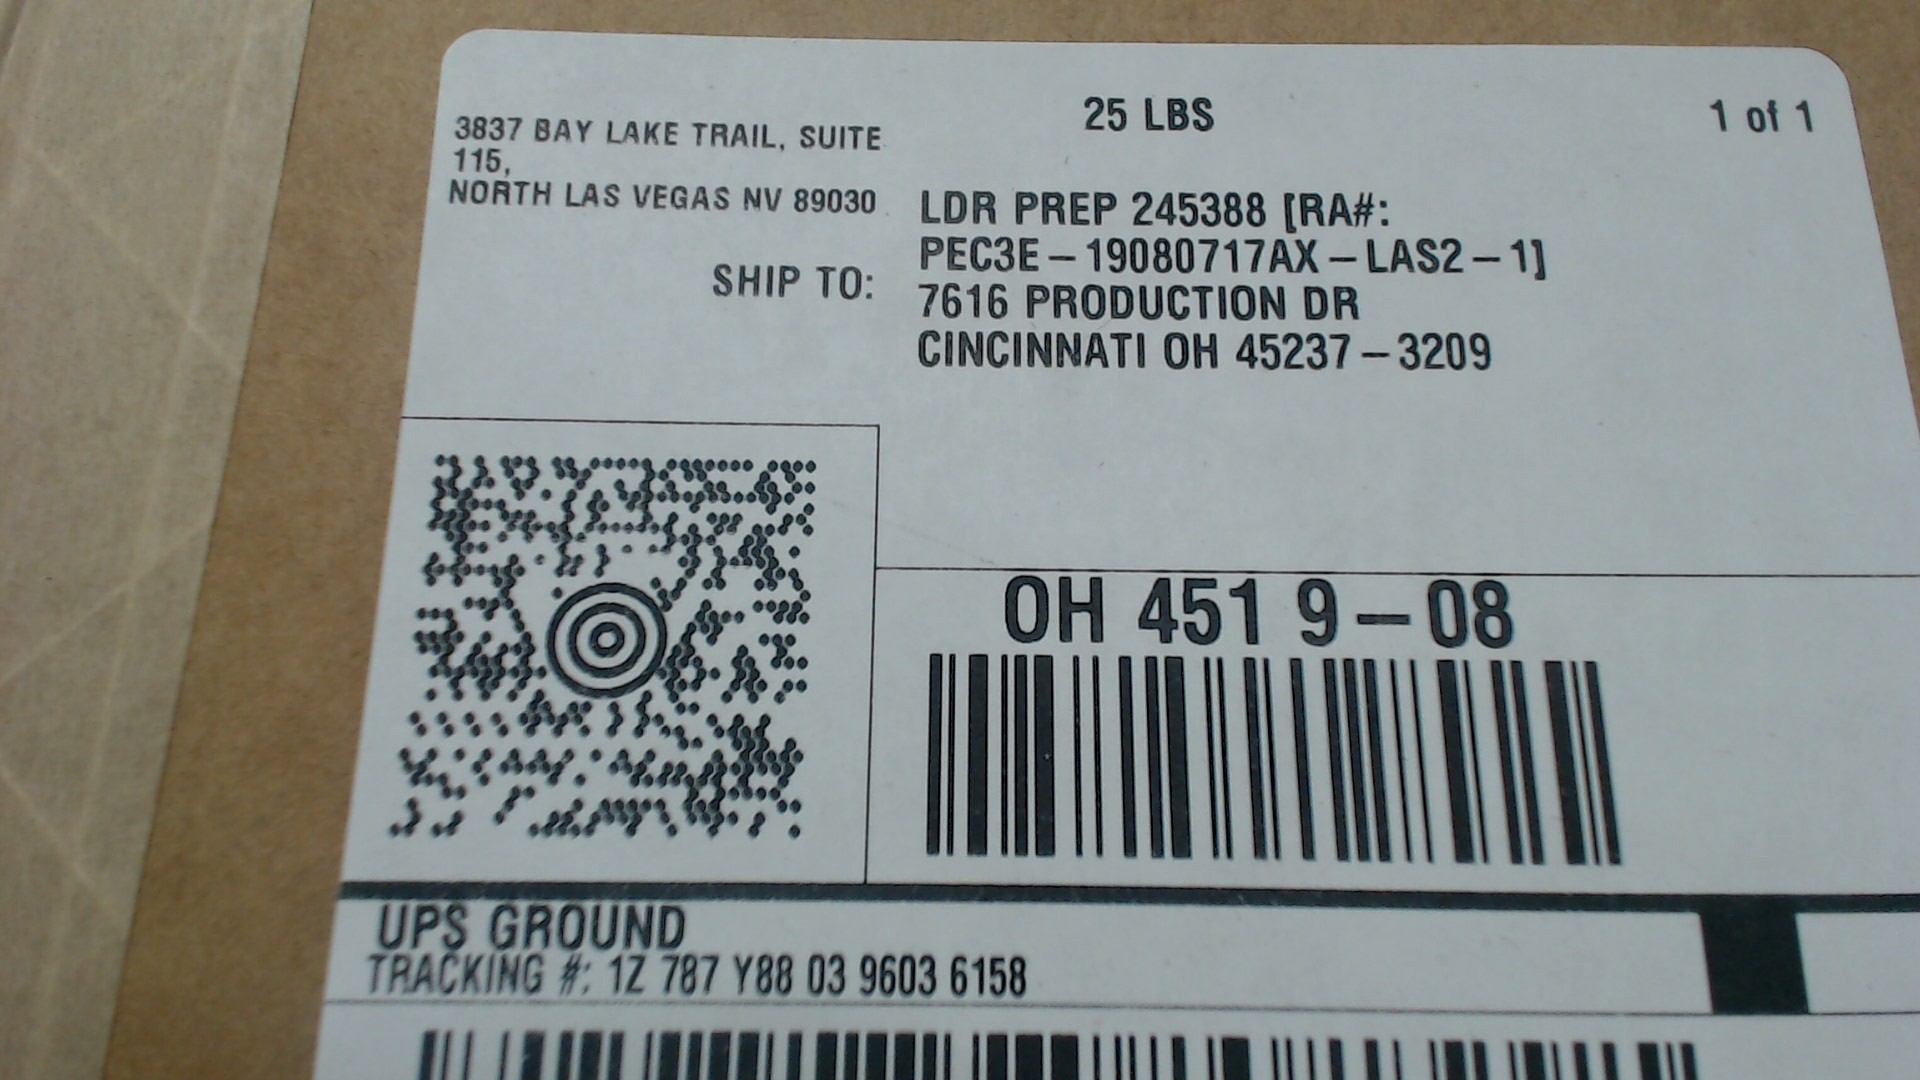 3837 BAY LAKE TRAIL, SUITE
115,
NORTH LAS VEGAS NV 89030
25 LBS
1 of 1
SHIP TO:
LDR PREP 245388 [RA#:
PEC3E-19080717AX-LAS2-1]
7616 PRODUCTION DR
CINCINNATI OH 45237-3209
OH 451 9-08
UPS GROUND
TRACKING #: 1Z 787 Y88 03 9603 6158